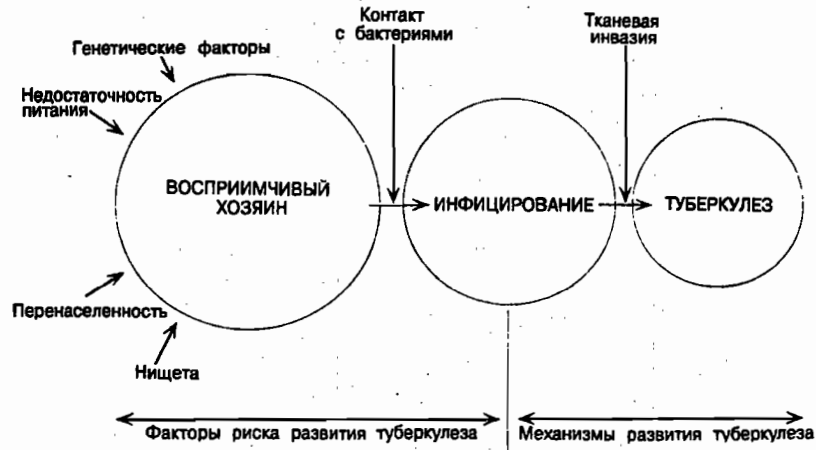 Контакт
с бактериями
Тканевая
инвазия
Генетические факторы
Недостаточность
питания
ВОСПРИИМЧИВЫЙ
ХОЗЯИН
ИНФИЦИРОВАНИЕ
ТУБЕРКУЛЕЗ
Перенаселенность
Нищета
Факторы риска развития туберкулеза
Механизмы развития туберкулеза